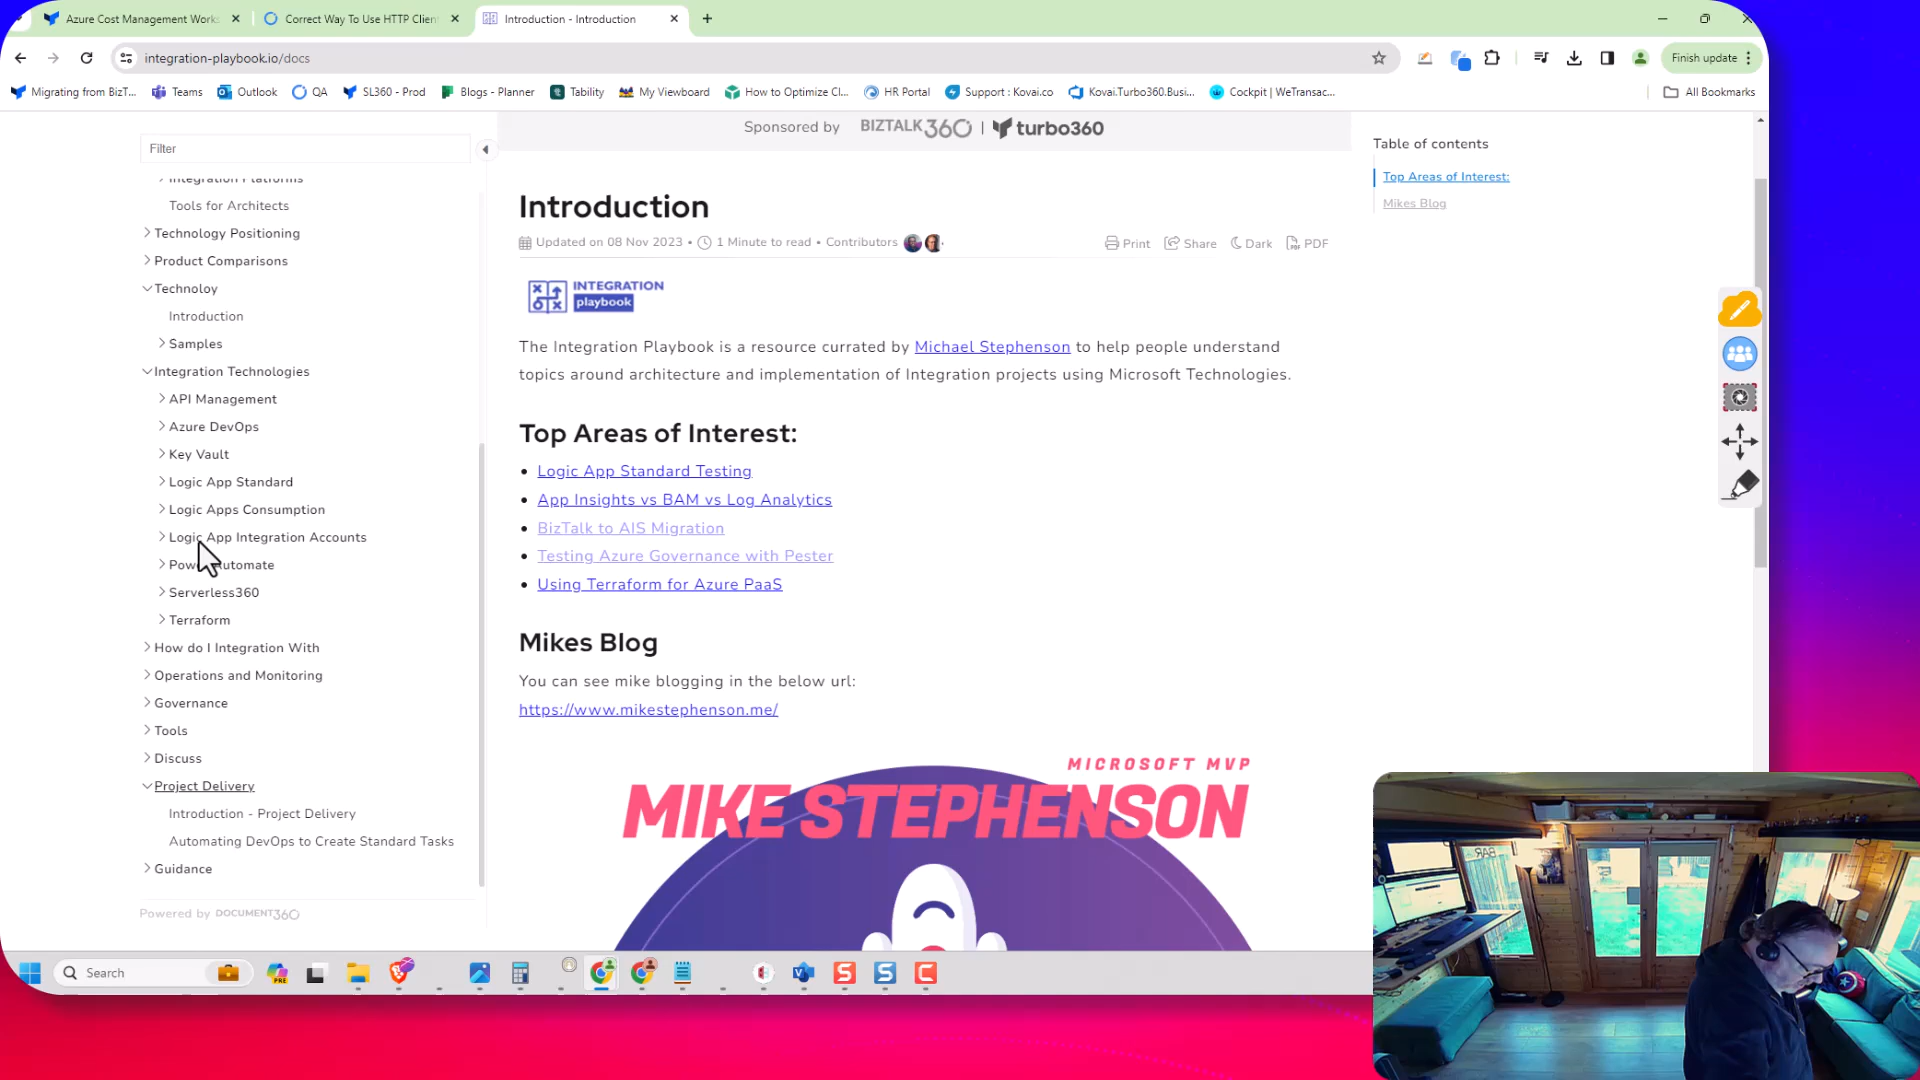 Azure Cost Management Works
Correct Way To Use HTTP Clien
Introduction - Introduction
integration-playbook.io/docs
Finish update
Migrating from BizT...
Teams
Outlook
QA
SL360 - Prod
Blogs - Planner
Tability
My Viewboard
How to Optimize Cl...
HR Portal
Support : Kovai.co
Kovai.Turbo360.Busi...
Cockpit | WeTransac...
All Bookmarks
Filter
Integration Platforms
Tools for Architects
Technology Positioning
Product Comparisons
Technoloy
Introduction
Samples
Integration Technologies
API Management
Azure DevOps
Key Vault
Logic App Standard
Logic Apps Consumption
Logic App Integration Accounts
Power Automate
Serverless360
Terraform
How do I Integration With
Operations and Monitoring
Governance
Tools
Discuss
Project Delivery
Introduction - Project Delivery
Automating DevOps to Create Standard Tasks
Guidance
Powered by DOCUMENT360
Sponsored by BIZTALK360 | turbo360
Introduction
Updated on 08 Nov 2023 • 1 Minute to read • Contributors
Print
Share
Dark
PDF
INTEGRATION
playbook
The Integration Playbook is a resource currated by Michael Stephenson to help people understand
topics around architecture and implementation of Integration projects using Microsoft Technologies.
Top Areas of Interest:
• Logic App Standard Testing
• App Insights vs BAM vs Log Analytics
• BizTalk to AIS Migration
• Testing Azure Governance with Pester
• Using Terraform for Azure PaaS
Mikes Blog
You can see mike blogging in the below url:
https://www.mikestephenson.me/
MICROSOFT MVP
MIKE STEPHENSON
Table of contents
Top Areas of Interest:
Mikes Blog
Search
PRE